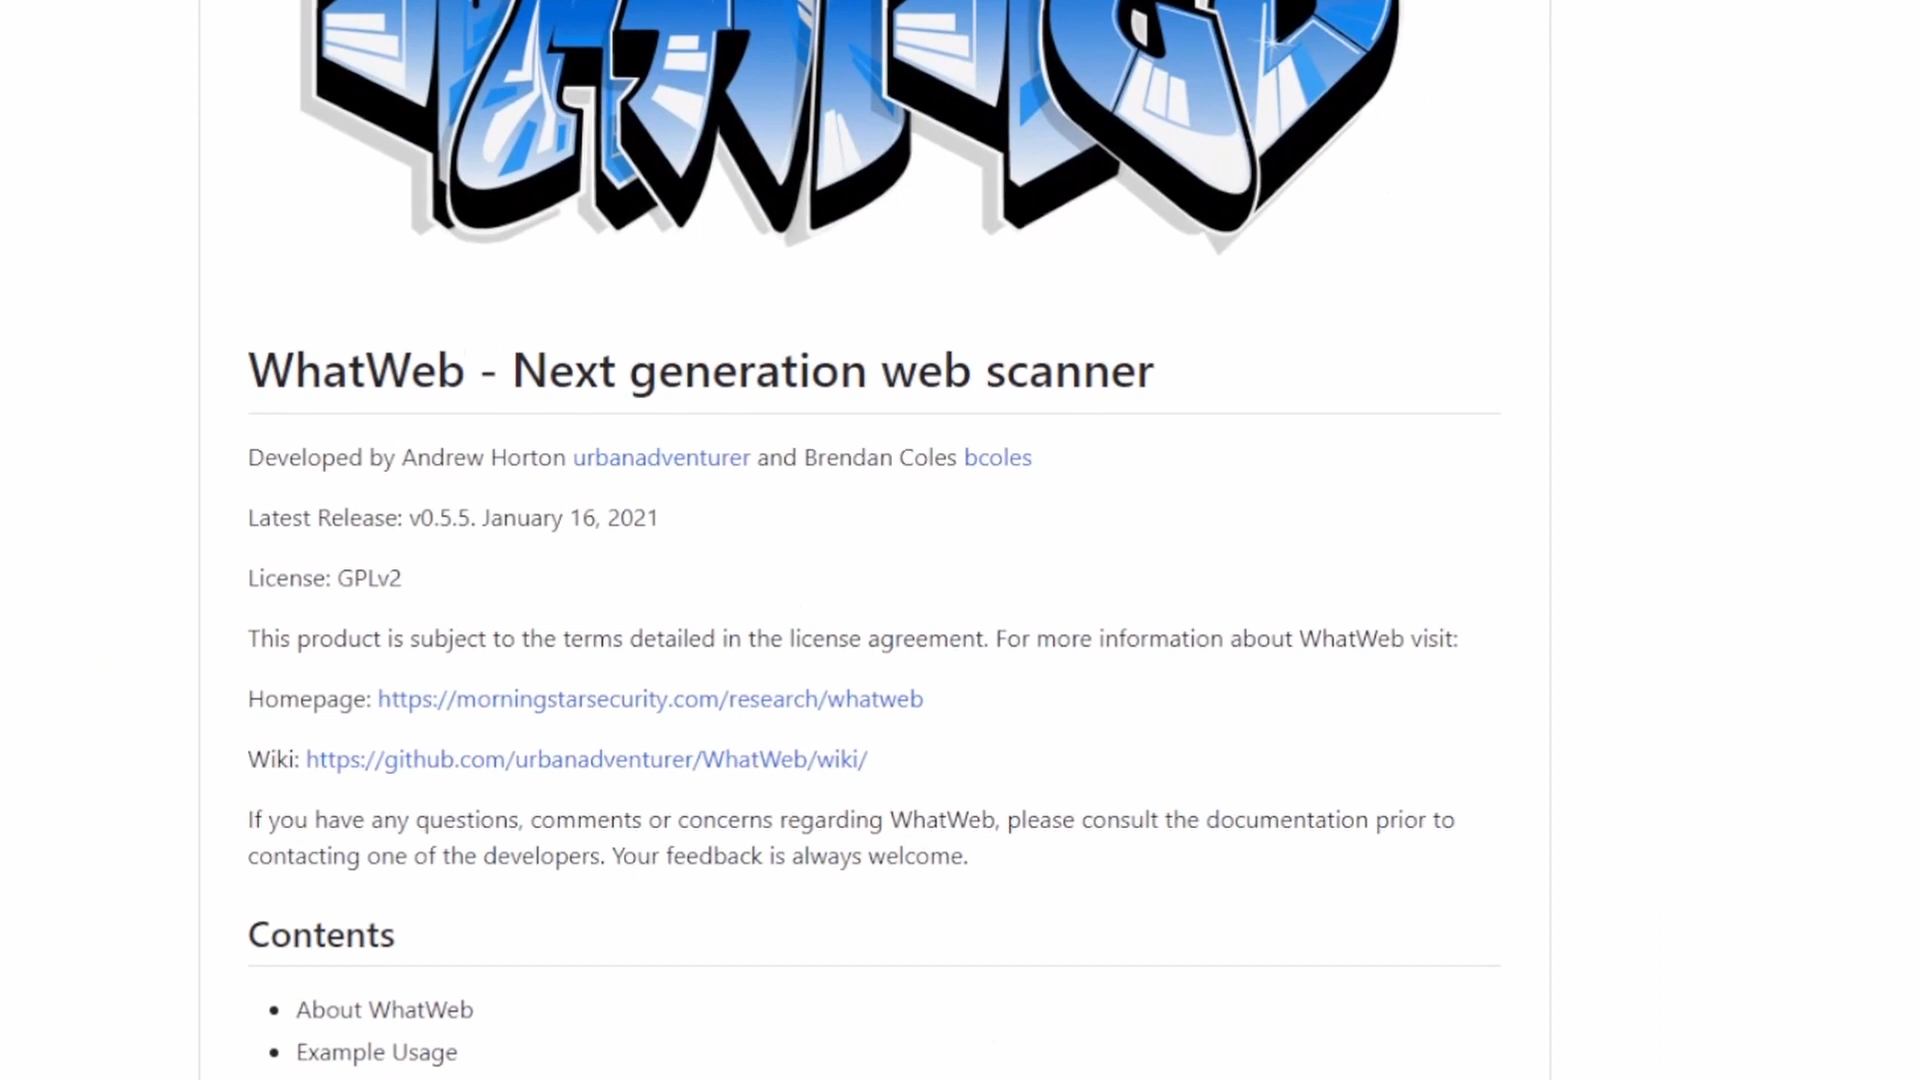 WhatWeb - Next generation web scanner
Developed by Andrew Horton urbanadventurer and Brendan Coles bcoles
Latest Release: v0.5.5. January 16, 2021
License: GPLv2
This product is subject to the terms detailed in the license agreement. For more information about WhatWeb visit:
Homepage: https://morningstarsecurity.com/research/whatweb
Wiki: https://github.com/urbanadventurer/WhatWeb/wiki/
If you have any questions, comments or concerns regarding WhatWeb, please consult the documentation prior to
contacting one of the developers. Your feedback is always welcome.
Contents
• About WhatWeb
• Example Usage